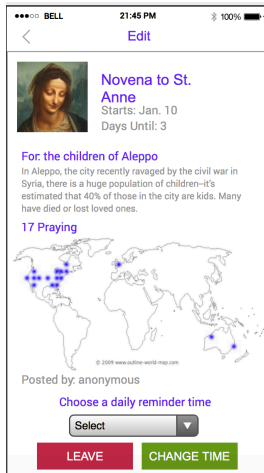 BELL 21:45 PM 100%
Edit
Novena to St.
Anne
Starts: Jan. 10
Days Until: 3
For: the children of Aleppo
In Aleppo, the city recently ravaged by the civil war in
Syria, there is a huge population of children–it's
estimated that 40% of those in the city are kids. Many
have died or lost loved ones.
17 Praying
© 2009 www.outline-world-map.com
Posted by: anonymous
Choose a daily reminder time
Select
LEAVE CHANGE TIME